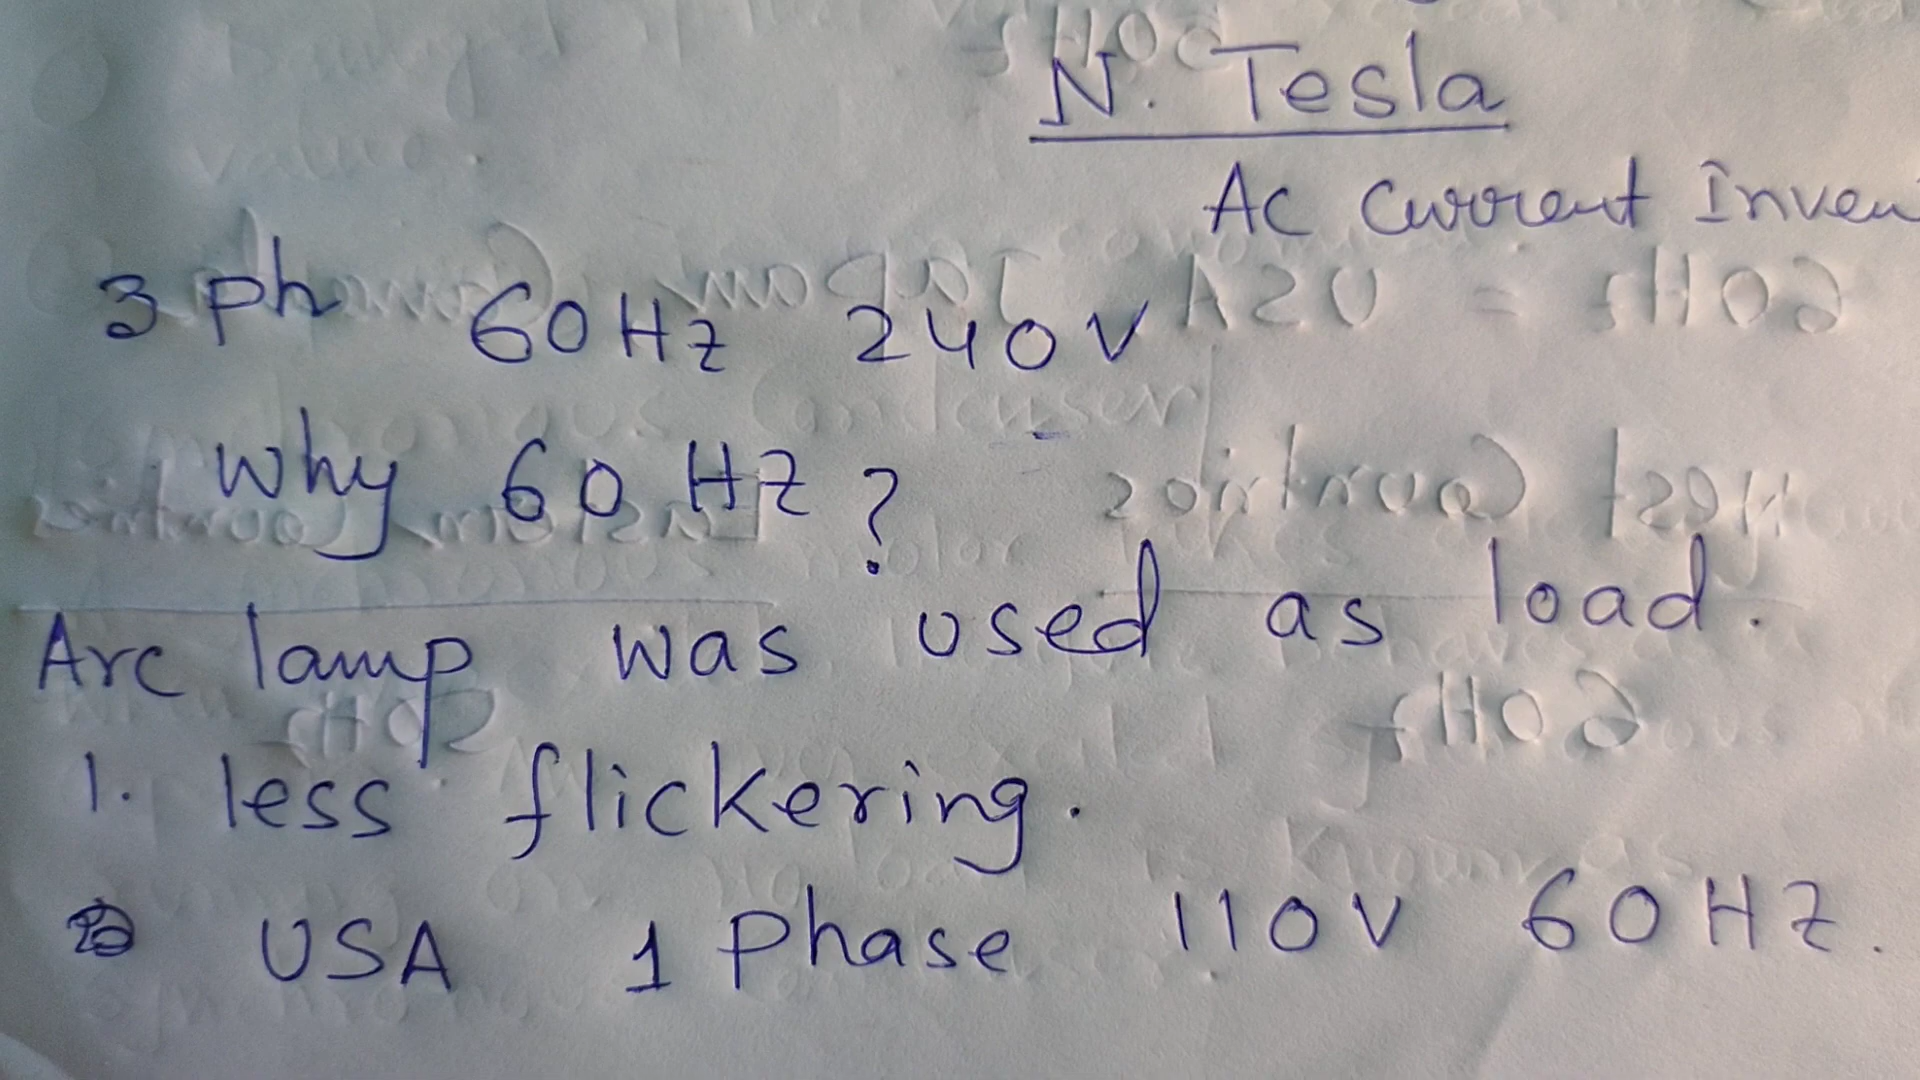 N. Tesla
AC Current Inven
3 ph 60 Hz 240 V
Why 60 Hz ?
Arc lamp was used as load.
1. less flickering.
USA 1 Phase 110 V 60 Hz.